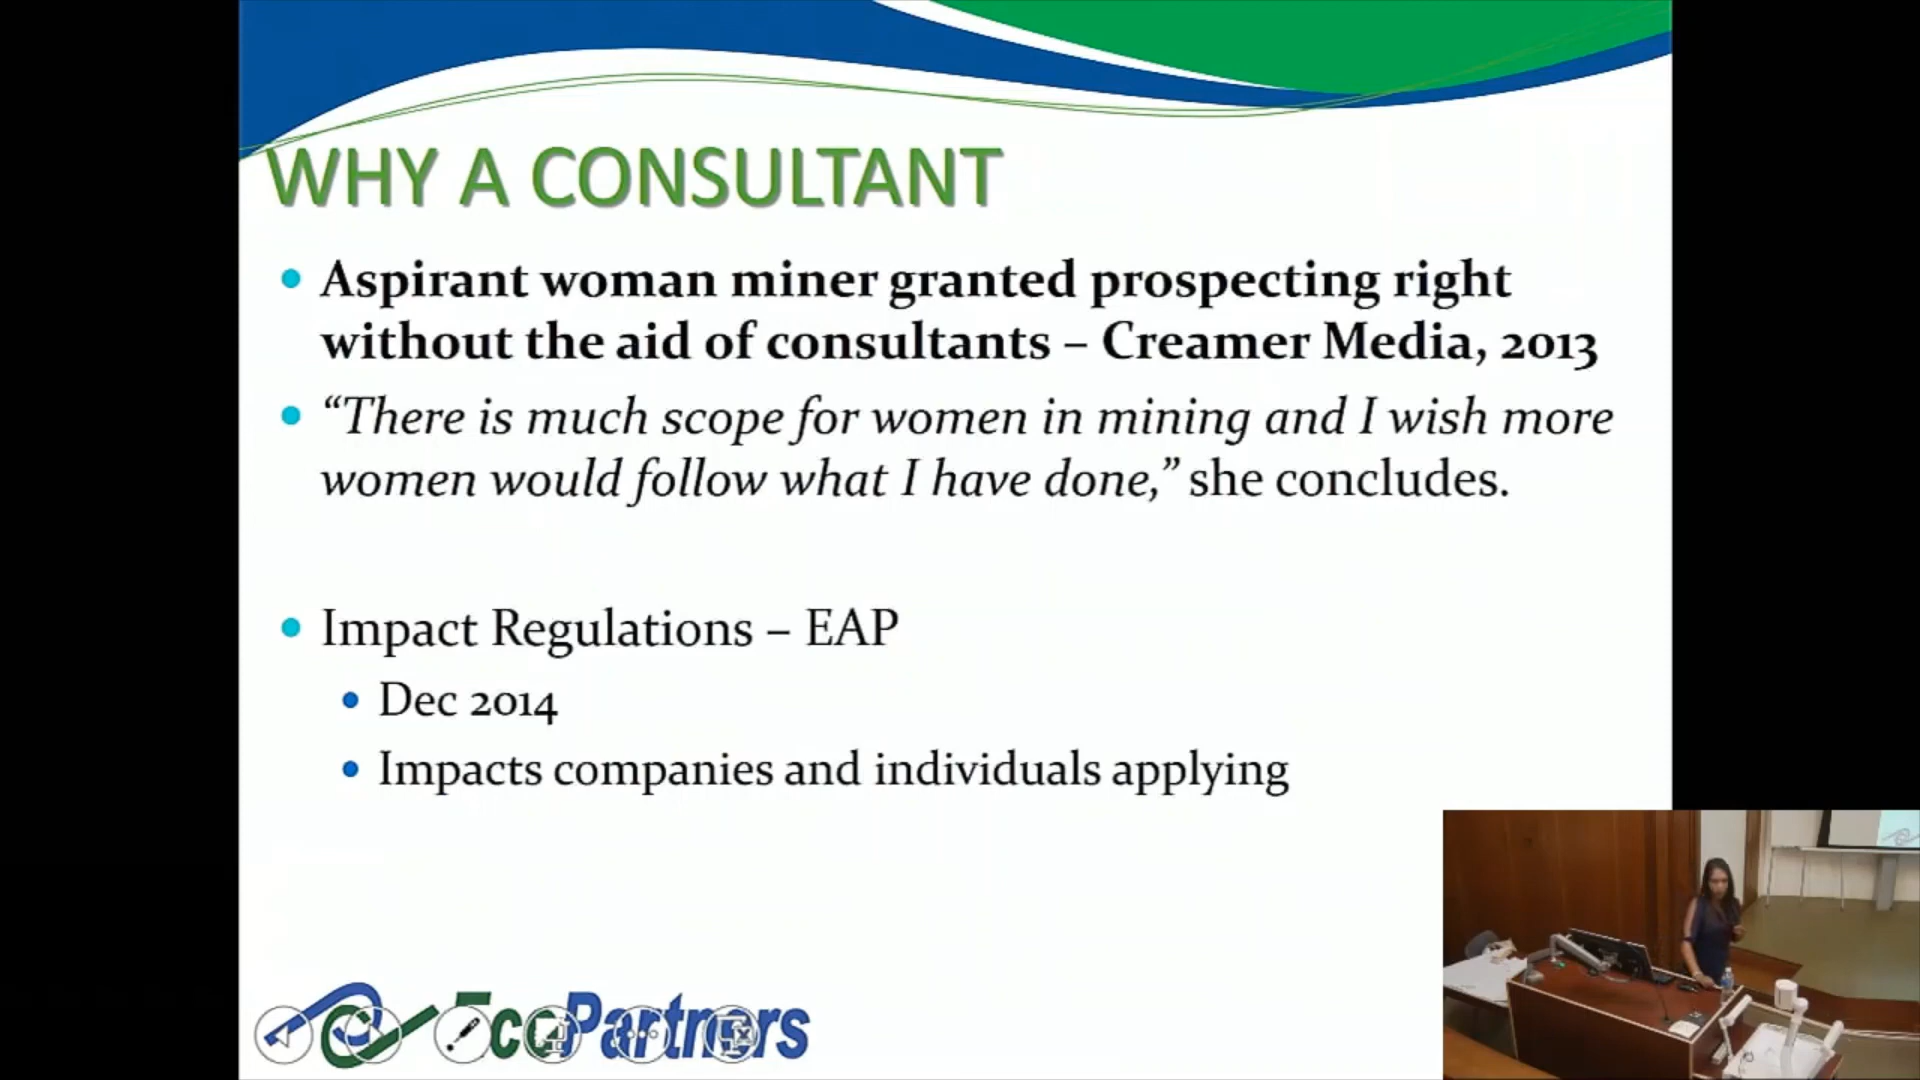 WHY A CONSULTANT
Aspirant woman miner granted prospecting right
without the aid of consultants – Creamer Media, 2013
“There is much scope for women in mining and I wish more
women would follow what I have done,” she concludes.
Impact Regulations – EAP
Dec 2014
Impacts companies and individuals applying
EcoPartners